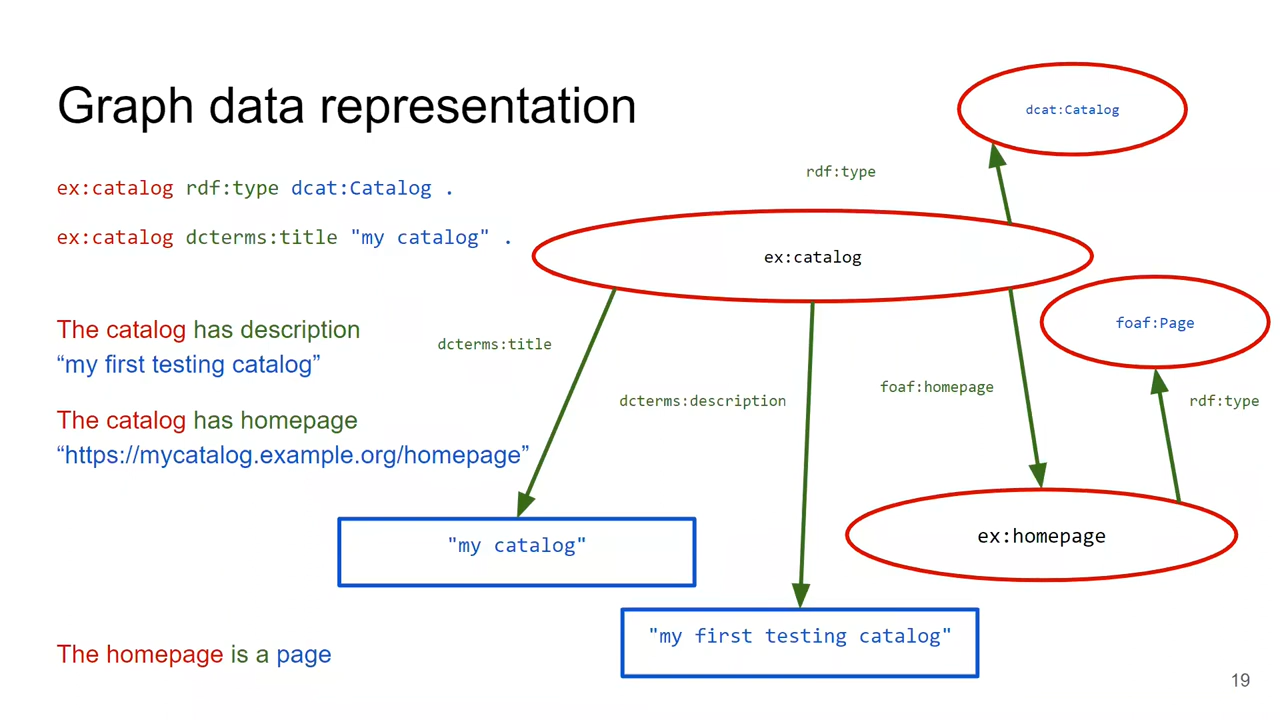 Graph data representation
ex:catalog rdf:type dcat:Catalog .
ex:catalog dcterms:title "my catalog" .
The catalog has description
“my first testing catalog”
The catalog has homepage
“https://mycatalog.example.org/homepage”
The homepage is a page
dcat:Catalog
rdf:type
ex:catalog
foaf:Page
dcterms:title
dcterms:description
foaf:homepage
rdf:type
"my catalog"
ex:homepage
"my first testing catalog"
19